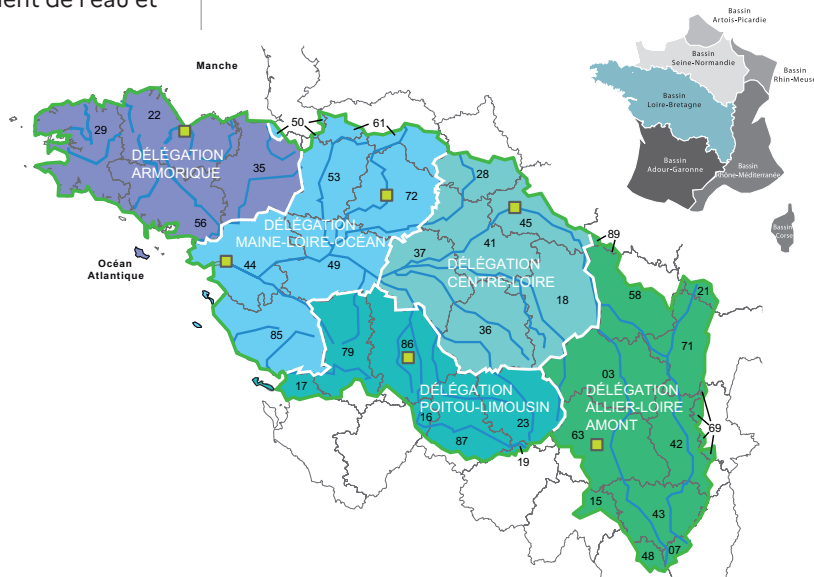 ent de l'eau et
Manche
Océan
Atlantique
DÉLÉGATION
ARMORIQUE
29
22
35
56
DÉLÉGATION
MAINE-LOIRE-OCÉAN
50
61
53
72
44
49
85
DÉLÉGATION
CENTRE-LOIRE
28
45
41
37
18
36
DÉLÉGATION
POITOU-LIMOUSIN
79
86
17
16
87
23
19
DÉLÉGATION
ALLIER-LOIRE
AMONT
89
58
21
71
03
69
63
42
15
43
48
07
Bassin
Artois-Picardie
Bassin
Seine-Normandie
Bassin
Rhin-Meuse
Bassin
Loire-Bretagne
Bassin
Adour-Garonne
Bassin
Rhône-Méditerranée
Bassin
Corse